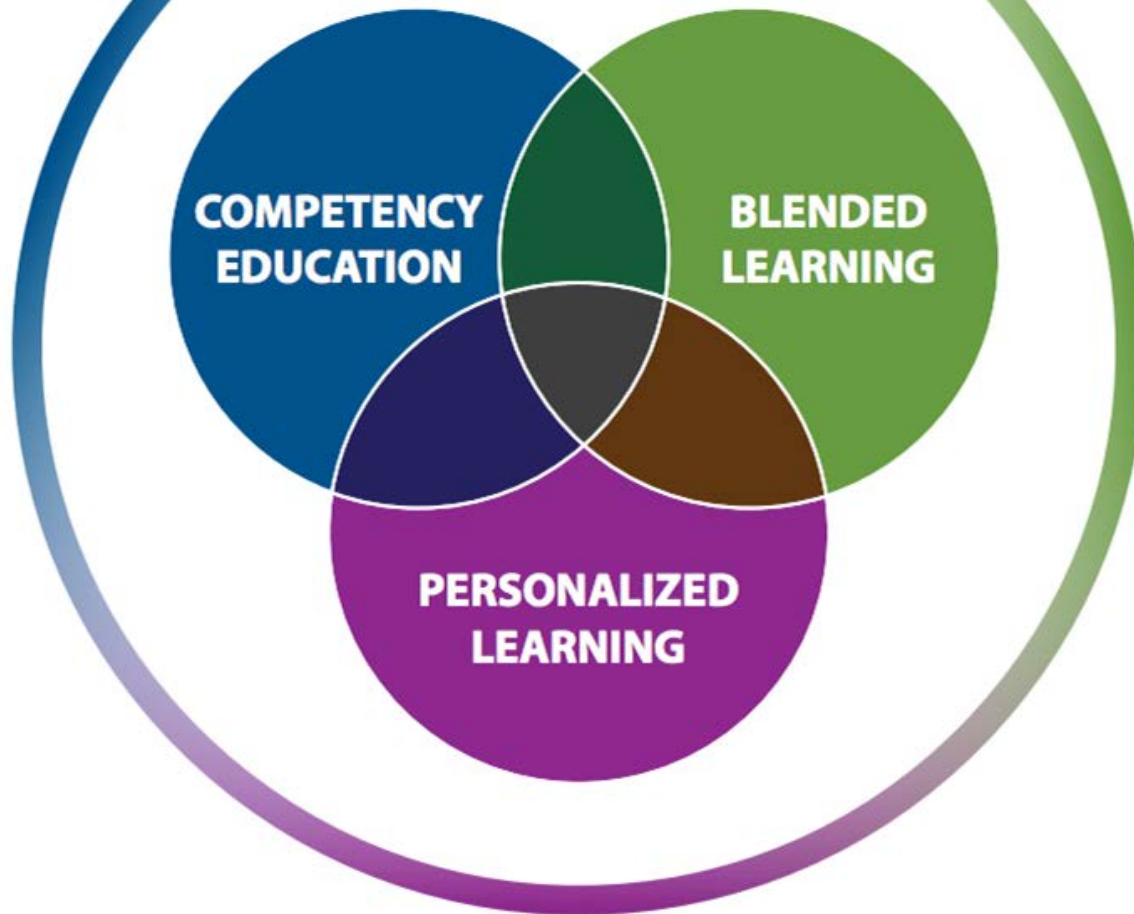 COMPETENCY
EDUCATION
BLENDED
LEARNING
PERSONALIZED
LEARNING